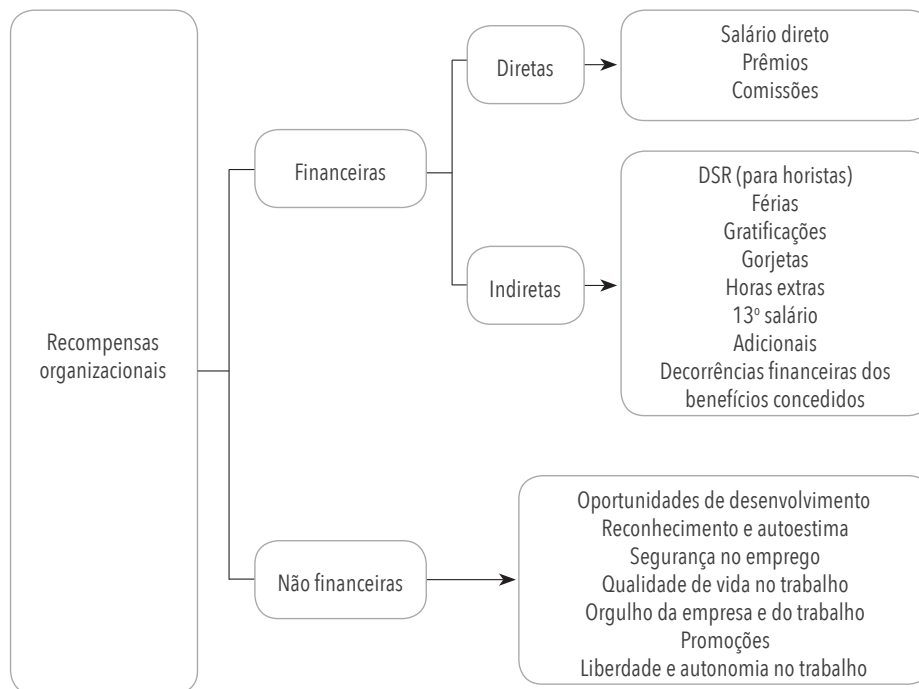 Recompensas
organizacionais
Financeiras
Diretas
Salário direto
Prêmios
Comissões
Indiretas
DSR (para horistas)
Férias
Gratificações
Gorjetas
Horas extras
13º salário
Adicionais
Decorrências financeiras dos
benefícios concedidos
Não financeiras
Oportunidades de desenvolvimento
Reconhecimento e autoestima
Segurança no emprego
Qualidade de vida no trabalho
Orgulho da empresa e do trabalho
Promoções
Liberdade e autonomia no trabalho